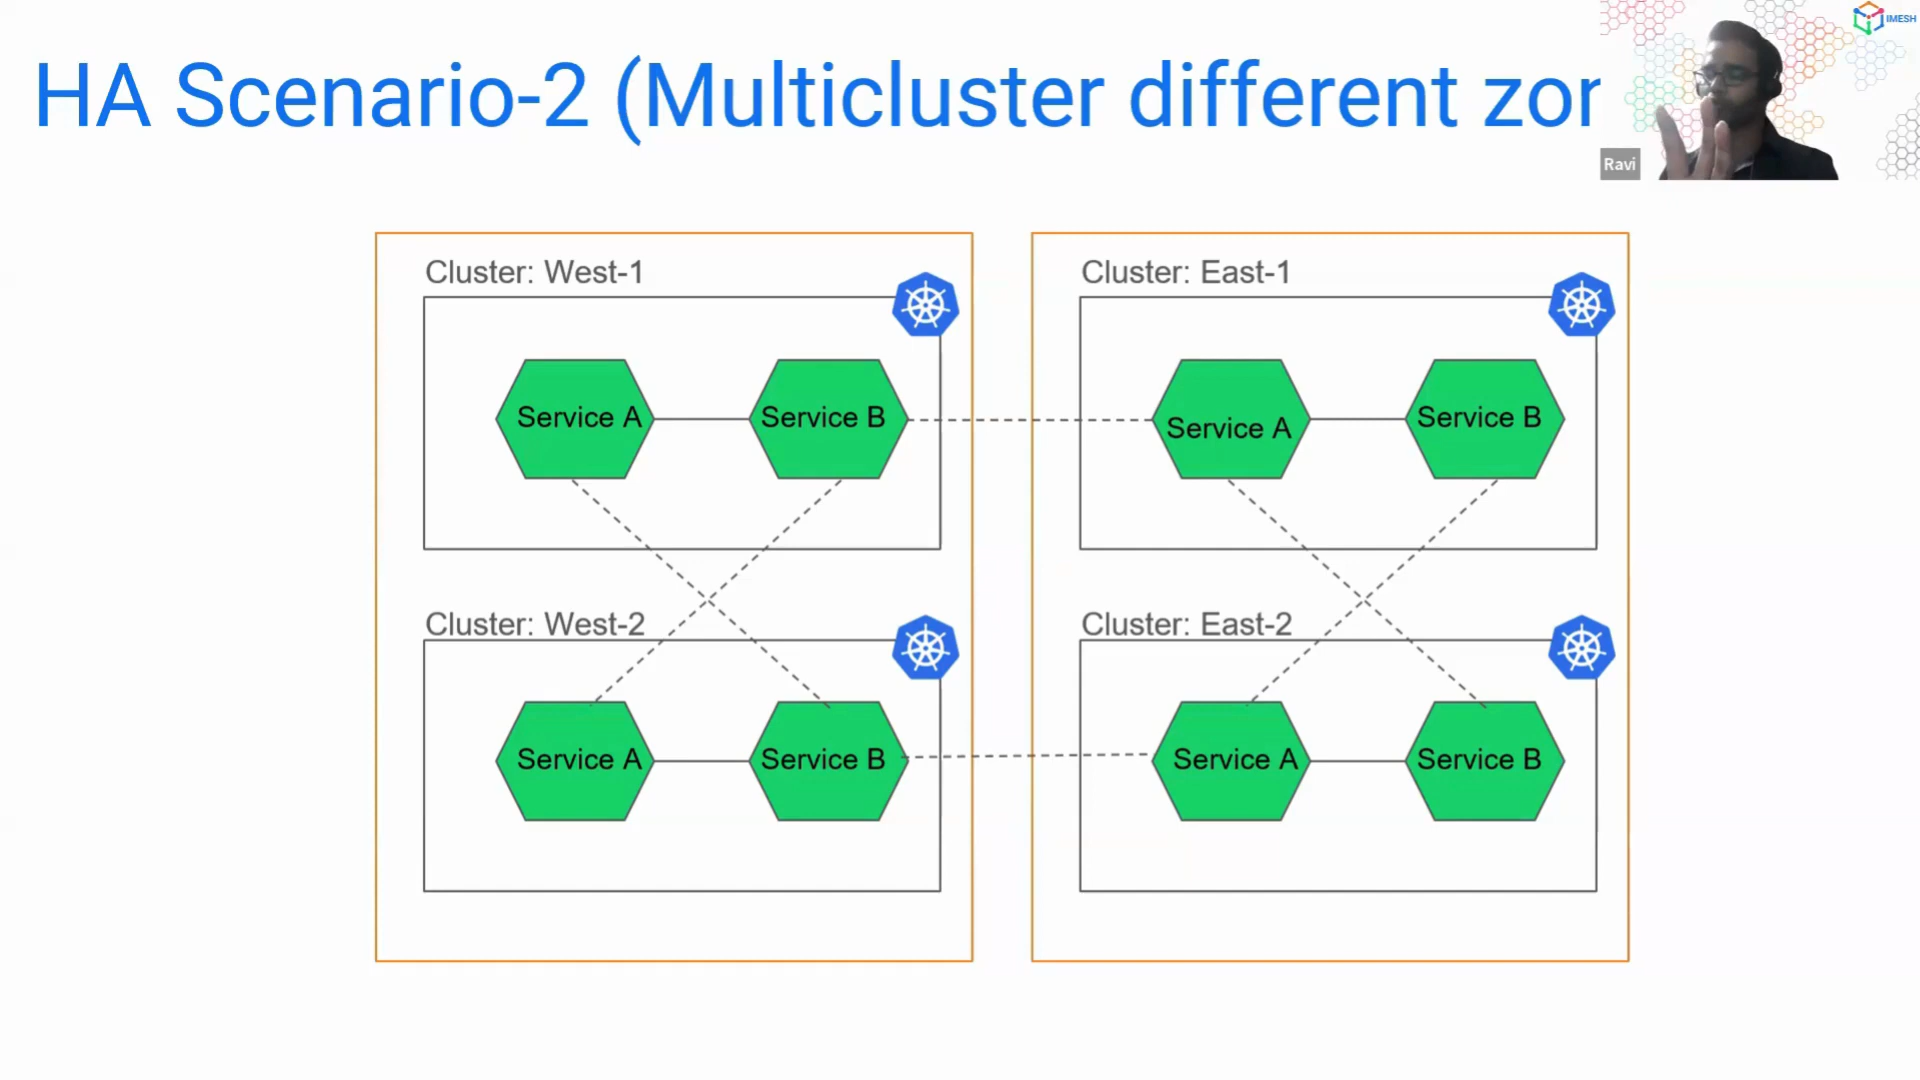 HA Scenario-2 (Multicluster different zor
IMESH
Ravi
Cluster: West-1
Cluster: East-1
Service A
Service B
Service A
Service B
Cluster: West-2
Cluster: East-2
Service A
Service B
Service A
Service B